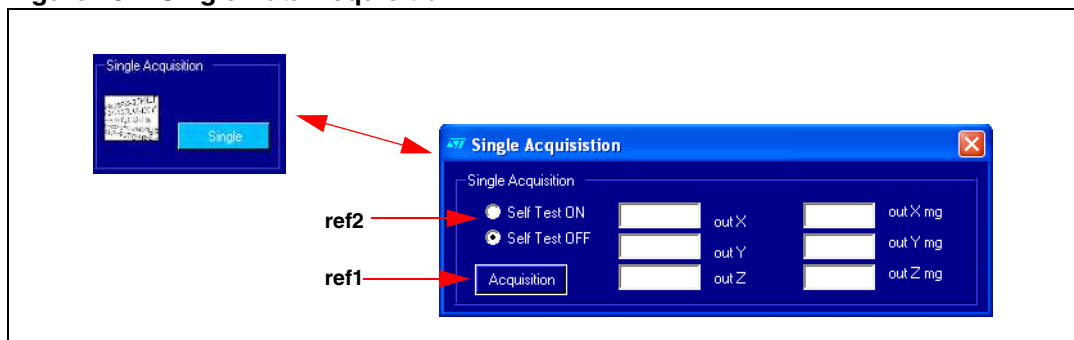 Single Acquisition
Single
Single Acquisistion
Single Acquisition
ref2
Self Test ON
Self Test OFF
out X
out X mg
out Y
out Y mg
ref1
Acquisition
out Z
out Z mg